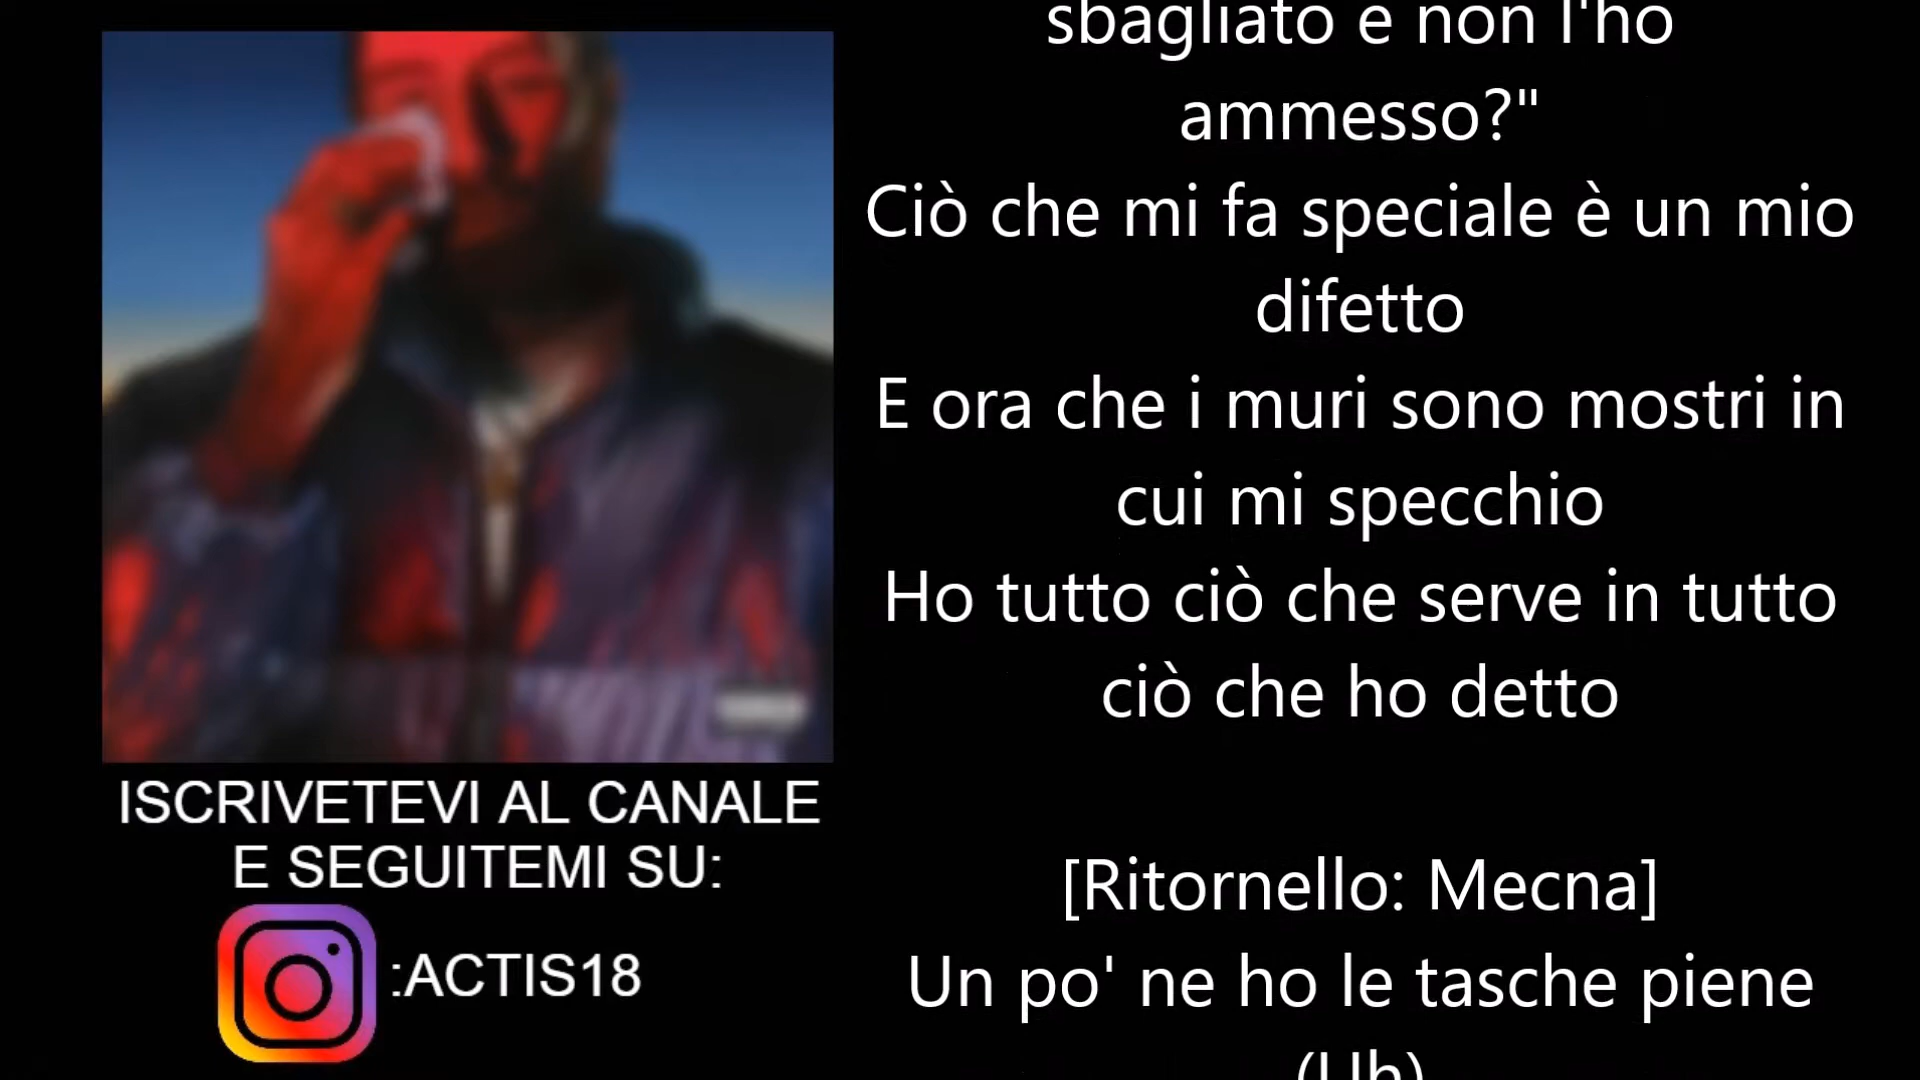 sbagliato e non l'ho
ammesso?"
Ciò che mi fa speciale è un mio
difetto
E ora che i muri sono mostri in
cui mi specchio
Ho tutto ciò che serve in tutto
ciò che ho detto
[Ritornello: Mecna]
Un po' ne ho le tasche piene
(Uh)
ISCRIVETEVI AL CANALE
E SEGUITEMI SU:
:ACTIS18